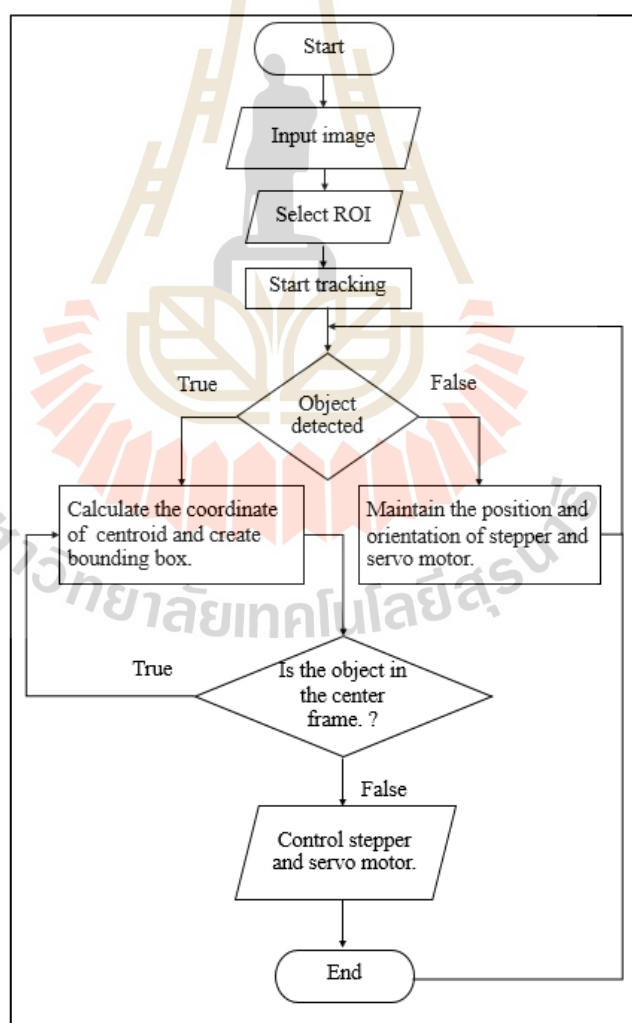 Start
Input image
Select ROI
Start tracking
Object
detected
True
False
Calculate the coordinate
of centroid and create
bounding box.
Maintain the position and
orientation of stepper and
servo motor.
Is the object in
the center
frame. ?
True
False
Control stepper
and servo motor.
End